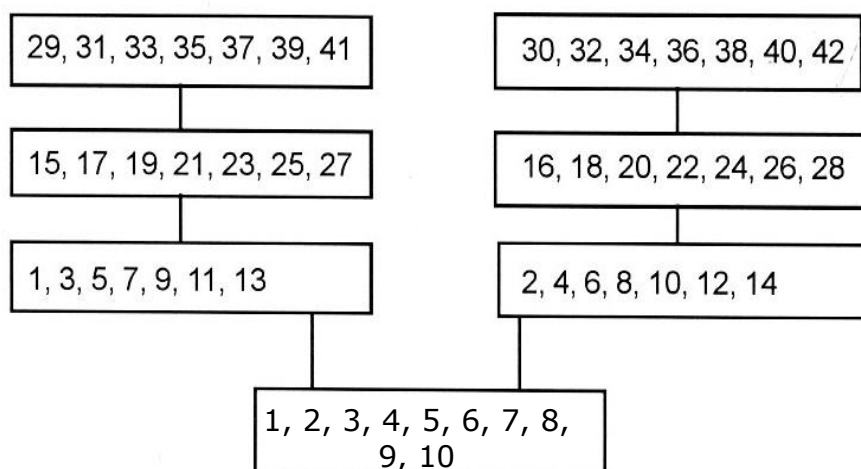 29, 31, 33, 35, 37, 39, 41
30, 32, 34, 36, 38, 40, 42
15, 17, 19, 21, 23, 25, 27
16, 18, 20, 22, 24, 26, 28
1, 3, 5, 7, 9, 11, 13
2, 4, 6, 8, 10, 12, 14
1, 2, 3, 4, 5, 6, 7, 8,
9, 10